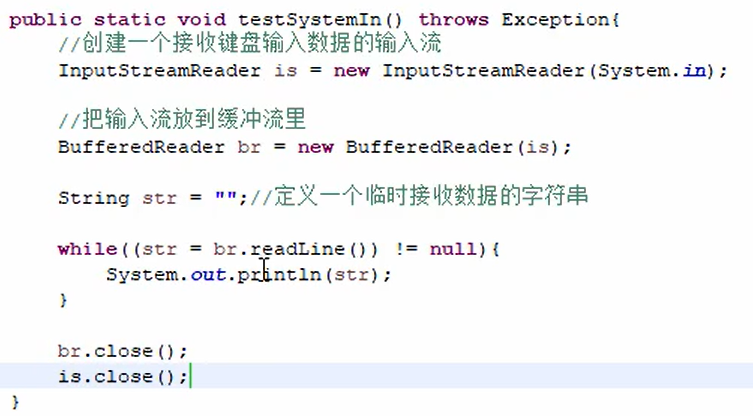 public static void testSystemIn() throws Exception{
//创建一个接收键盘输入数据的输入流
InputStreamReader is = new InputStreamReader(System.in);
//把输入流放到缓冲流里
BufferedReader br = new BufferedReader(is);
String str = "";//定义一个临时接收数据的字符串
while((str = br.readLine()) != null){
System.out.println(str);
}
br.close();
is.close();
}